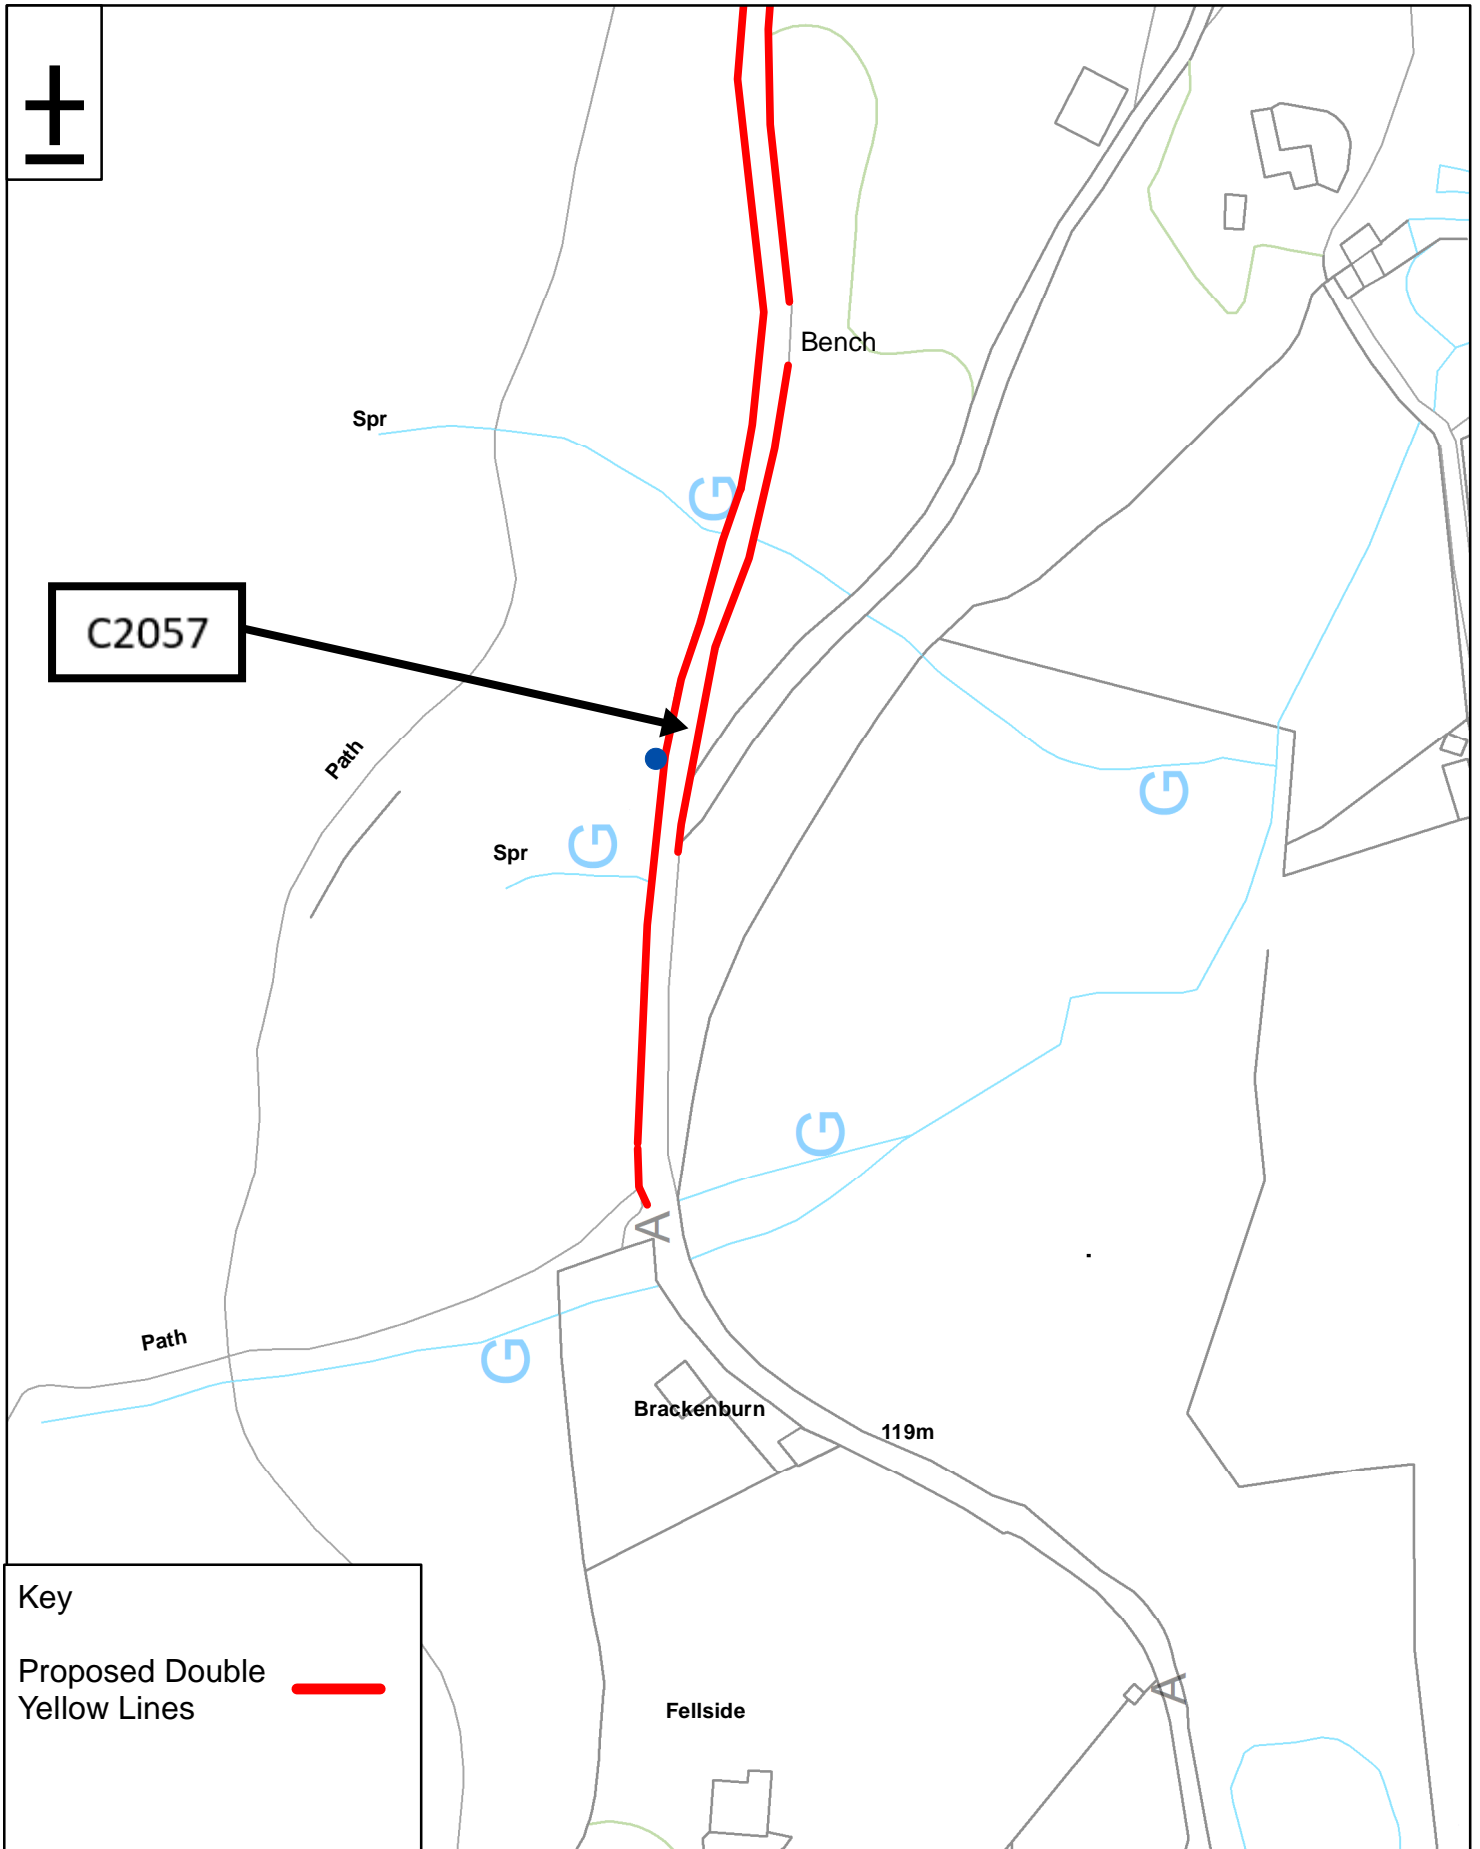 ±
Bench
Spr
G
C2057
Path
G
Spr
G
G
A
Path
G
Brackenburn
119m
Key
Proposed Double
Yellow Lines
A
Fellside